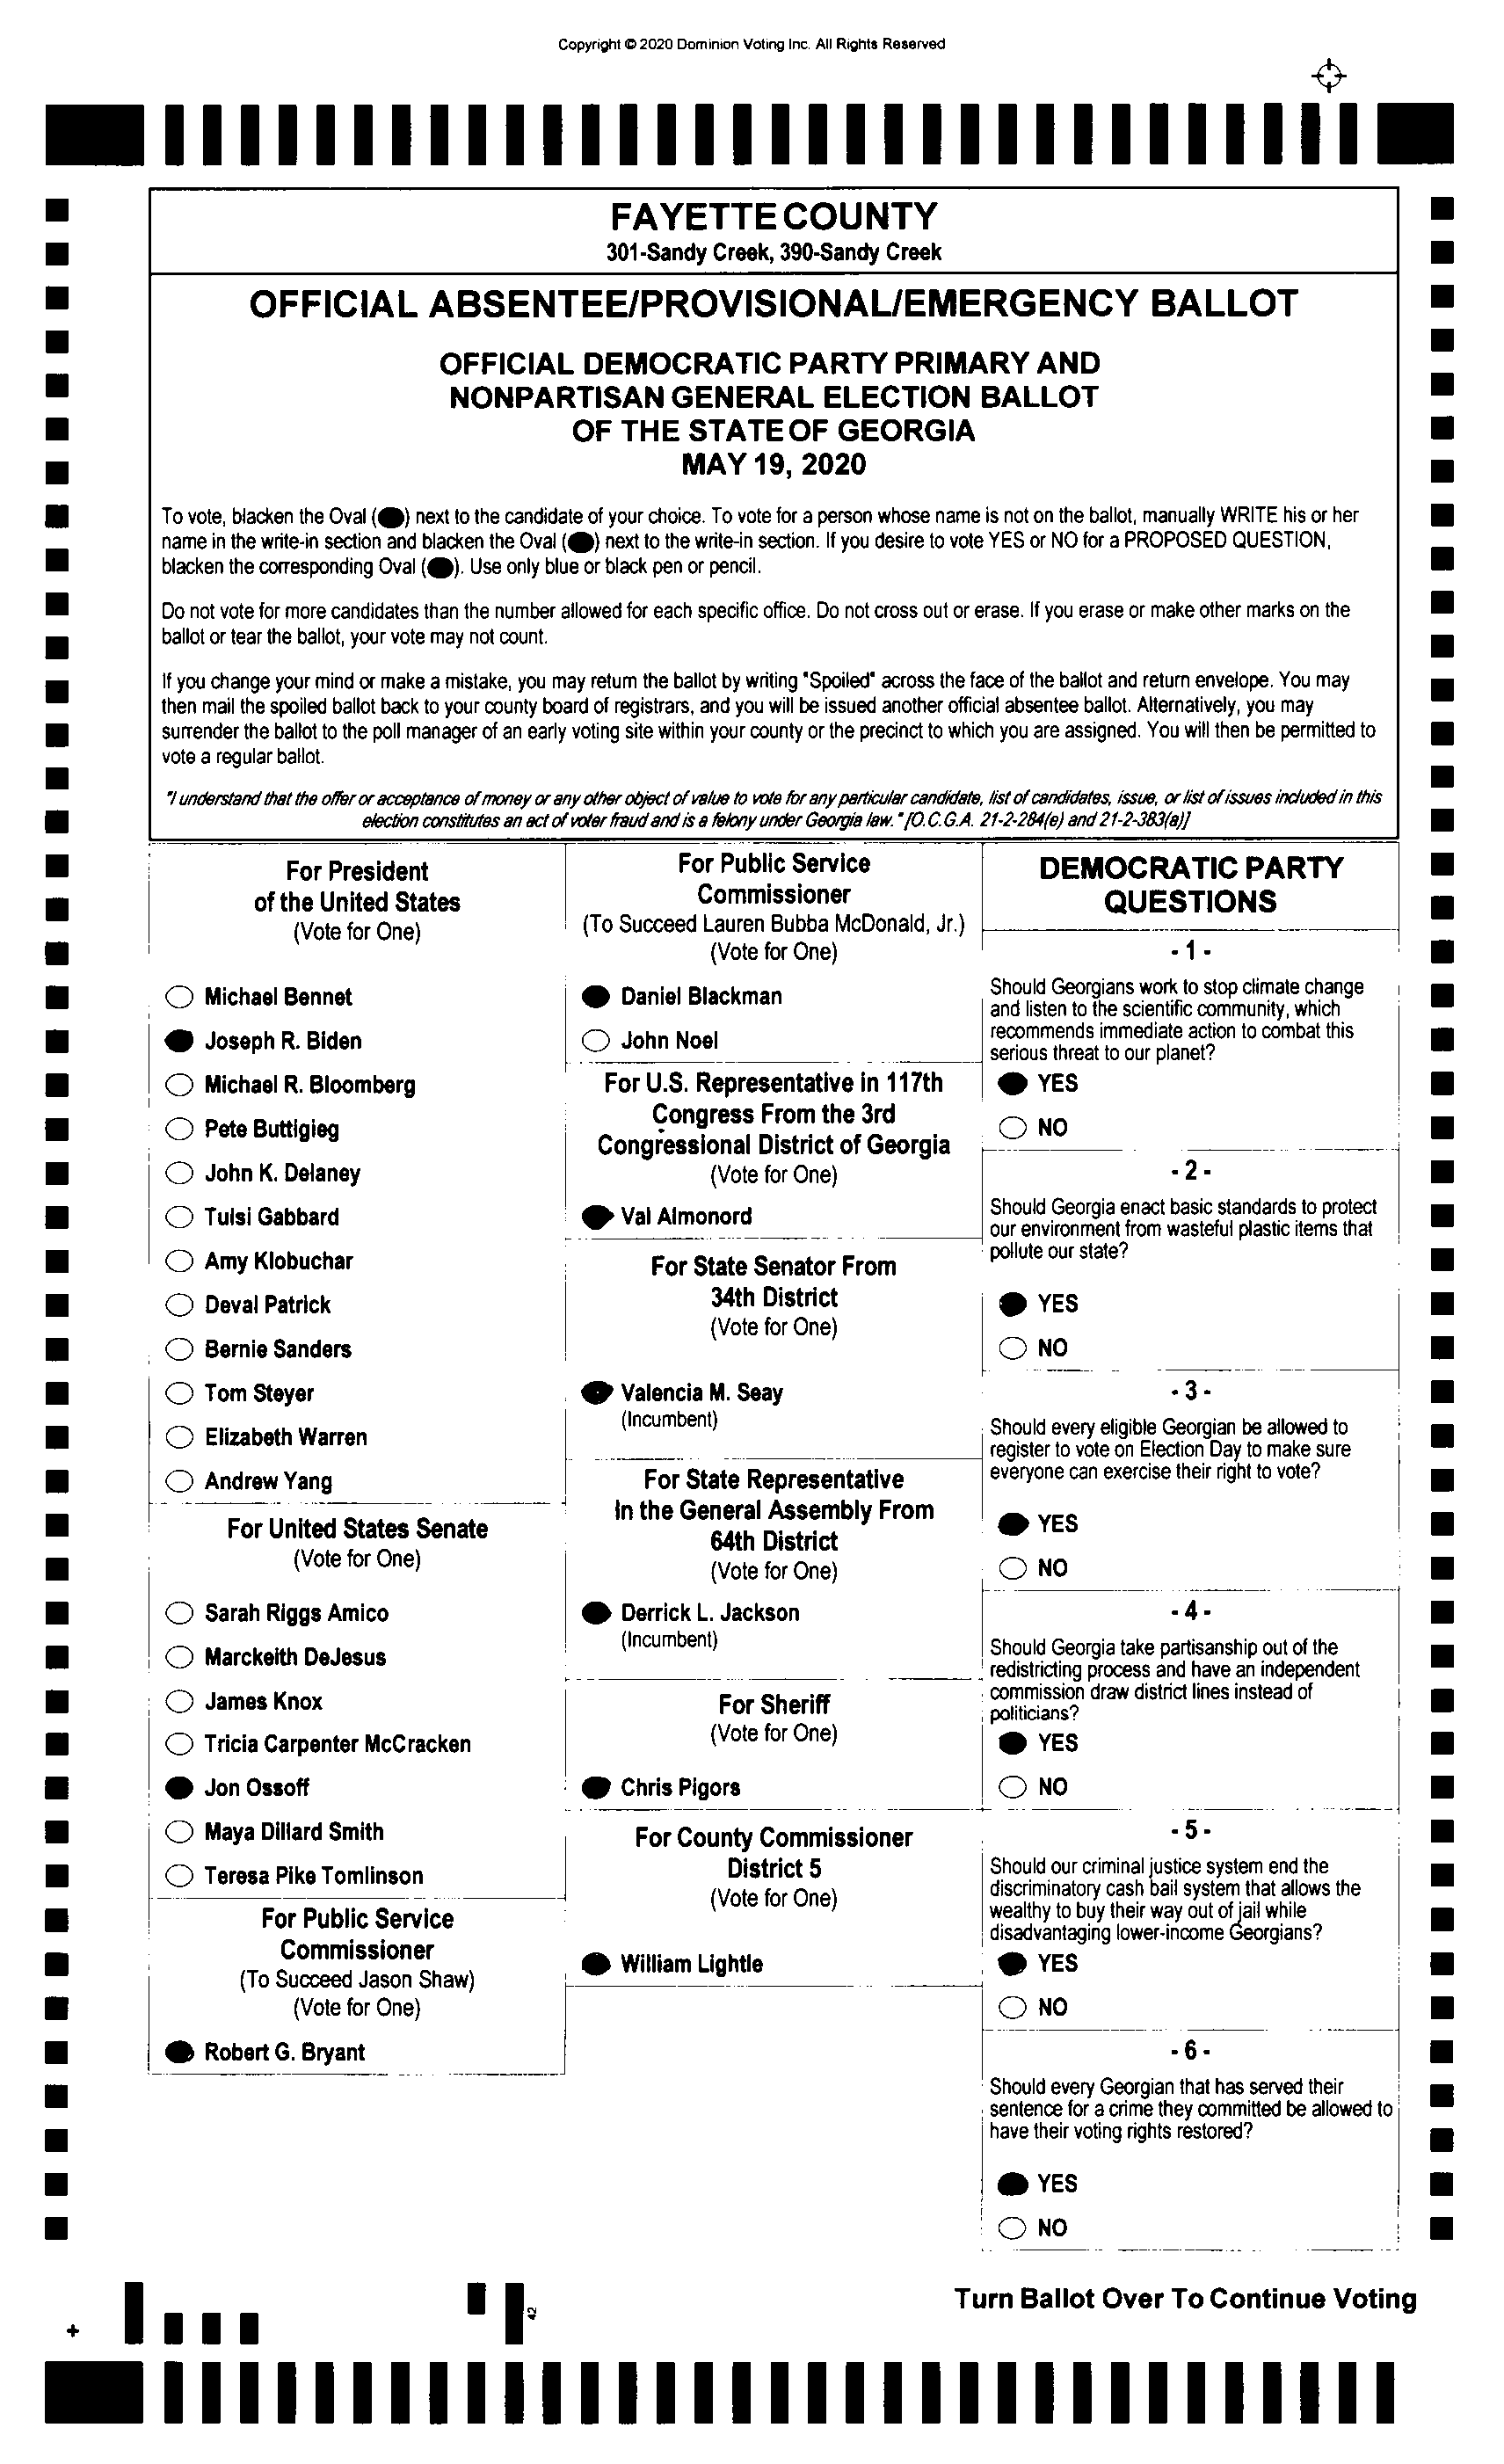 Copyright © 2020 Dominion Voting Inc. All Rights Reserved
FAYETTE COUNTY
301-Sandy Creek, 390-Sandy Creek
OFFICIAL ABSENTEE/PROVISIONAL/EMERGENCY BALLOT
OFFICIAL DEMOCRATIC PARTY PRIMARY AND
NONPARTISAN GENERAL ELECTION BALLOT
OF THE STATE OF GEORGIA
MAY 19, 2020
To vote, blacken the Oval (⬬) next to the candidate of your choice. To vote for a person whose name is not on the ballot, manually WRITE his or her
name in the write-in section and blacken the Oval (⬬) next to the write-in section. If you desire to vote YES or NO for a PROPOSED QUESTION,
blacken the corresponding Oval (⬬). Use only blue or black pen or pencil.
Do not vote for more candidates than the number allowed for each specific office. Do not cross out or erase. If you erase or make other marks on the
ballot or tear the ballot, your vote may not count.
If you change your mind or make a mistake, you may return the ballot by writing "Spoiled" across the face of the ballot and return envelope. You may
then mail the spoiled ballot back to your county board of registrars, and you will be issued another official absentee ballot. Alternatively, you may
surrender the ballot to the poll manager of an early voting site within your county or the precinct to which you are assigned. You will then be permitted to
vote a regular ballot.
"I understand that the offer or acceptance of money or any other object of value to vote for any particular candidate, list of candidates, issue, or list of issues included in this
election constitutes an act of voter fraud and is a felony under Georgia law." [O.C.G.A. 21-2-284(e) and 21-2-383(a)]
For President
of the United States
(Vote for One)
Michael Bennet
Joseph R. Biden
Michael R. Bloomberg
Pete Buttigieg
John K. Delaney
Tulsi Gabbard
Amy Klobuchar
Deval Patrick
Bernie Sanders
Tom Steyer
Elizabeth Warren
Andrew Yang
For United States Senate
(Vote for One)
Sarah Riggs Amico
Marckeith DeJesus
James Knox
Tricia Carpenter McCracken
Jon Ossoff
Maya Dillard Smith
Teresa Pike Tomlinson
For Public Service
Commissioner
(To Succeed Jason Shaw)
(Vote for One)
Robert G. Bryant
For Public Service
Commissioner
(To Succeed Lauren Bubba McDonald, Jr.)
(Vote for One)
Daniel Blackman
John Noel
For U.S. Representative in 117th
Congress From the 3rd
Congressional District of Georgia
(Vote for One)
Val Almonord
For State Senator From
34th District
(Vote for One)
Valencia M. Seay
(Incumbent)
For State Representative
In the General Assembly From
64th District
(Vote for One)
Derrick L. Jackson
(Incumbent)
For Sheriff
(Vote for One)
Chris Pigors
For County Commissioner
District 5
(Vote for One)
William Lightle
DEMOCRATIC PARTY
QUESTIONS
- 1 -
Should Georgians work to stop climate change
and listen to the scientific community, which
recommends immediate action to combat this
serious threat to our planet?
YES
NO
- 2 -
Should Georgia enact basic standards to protect
our environment from wasteful plastic items that
pollute our state?
YES
NO
- 3 -
Should every eligible Georgian be allowed to
register to vote on Election Day to make sure
everyone can exercise their right to vote?
YES
NO
- 4 -
Should Georgia take partisanship out of the
redistricting process and have an independent
commission draw district lines instead of
politicians?
YES
NO
- 5 -
Should our criminal justice system end the
discriminatory cash bail system that allows the
wealthy to buy their way out of jail while
disadvantaging lower-income Georgians?
YES
NO
- 6 -
Should every Georgian that has served their
sentence for a crime they committed be allowed to
have their voting rights restored?
YES
NO
42
Turn Ballot Over To Continue Voting
+